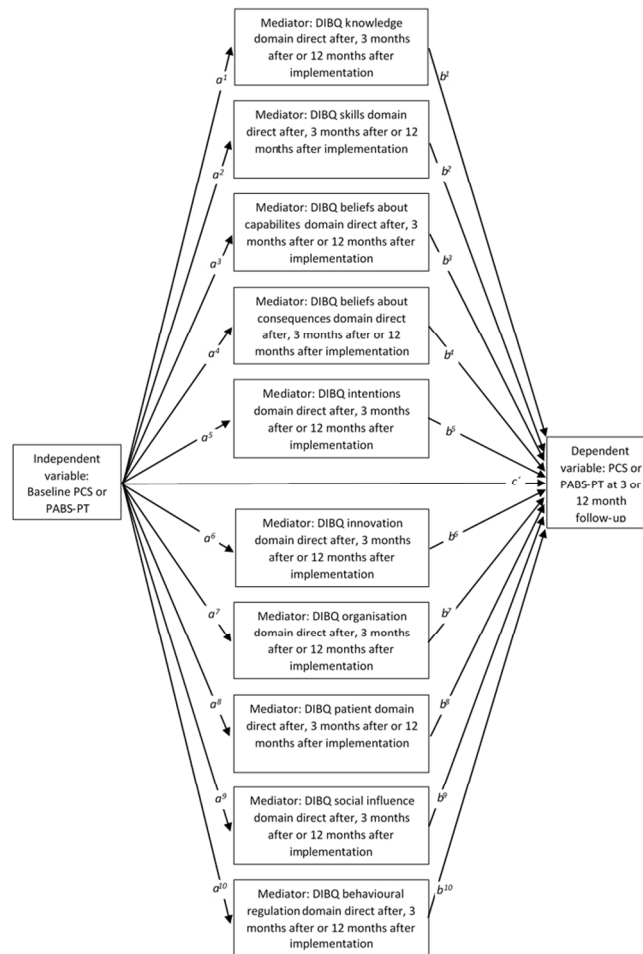 Mediator: DIBQ knowledge
domain direct after, 3 months
after or 12 months after
implementation
a1
b1
Mediator: DIBQ skills domain
direct after, 3 months after or 12
months after implementation
a2
b2
Mediator: DIBQ beliefs about
capabilites domain direct after, 3
months after or 12 months after
implementation
a3
b3
Mediator: DIBQ beliefs about
consequences domain direct
after, 3 months after or 12
months after implementation
a4
b4
Mediator: DIBQ intentions
domain direct after, 3 months
after or 12 months after
implementation
a5
b5
Independent
variable:
Baseline PCS or
PABS-PT
c'
Dependent
variable: PCS or
PABS-PT at 3 or
12 month
follow-up
Mediator: DIBQ innovation
domain direct after, 3 months
after or 12 months after
implementation
a6
b6
Mediator: DIBQ organisation
domain direct after, 3 months
after or 12 months after
implementation
a7
b7
Mediator: DIBQ patient domain
direct after, 3 months after or 12
months after implementation
a8
b8
Mediator: DIBQ social influence
domain direct after, 3 months
after or 12 months after
implementation
a9
b9
Mediator: DIBQ behavioural
regulation domain direct after, 3
months after or 12 months after
implementation
a10
b10